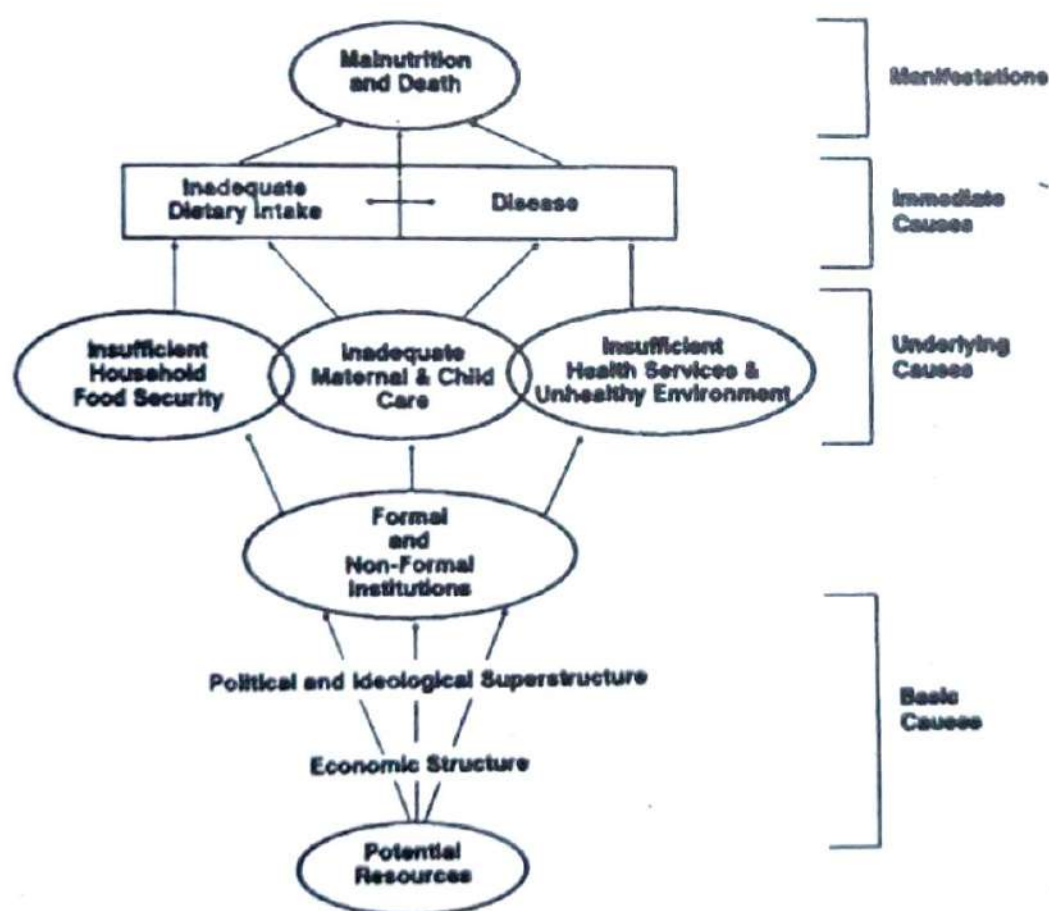 Malnutrition
and Death
Manifestations
Inadequate
Dietary Intake
Disease
Immediate
Causes
Insufficient
Household
Food Security
Inadequate
Maternal & Child
Care
Insufficient
Health Services &
Unhealthy Environment
Underlying
Causes
Formal
and
Non-Formal
Institutions
Political and Ideological Superstructure
Economic Structure
Basic
Causes
Potential
Resources